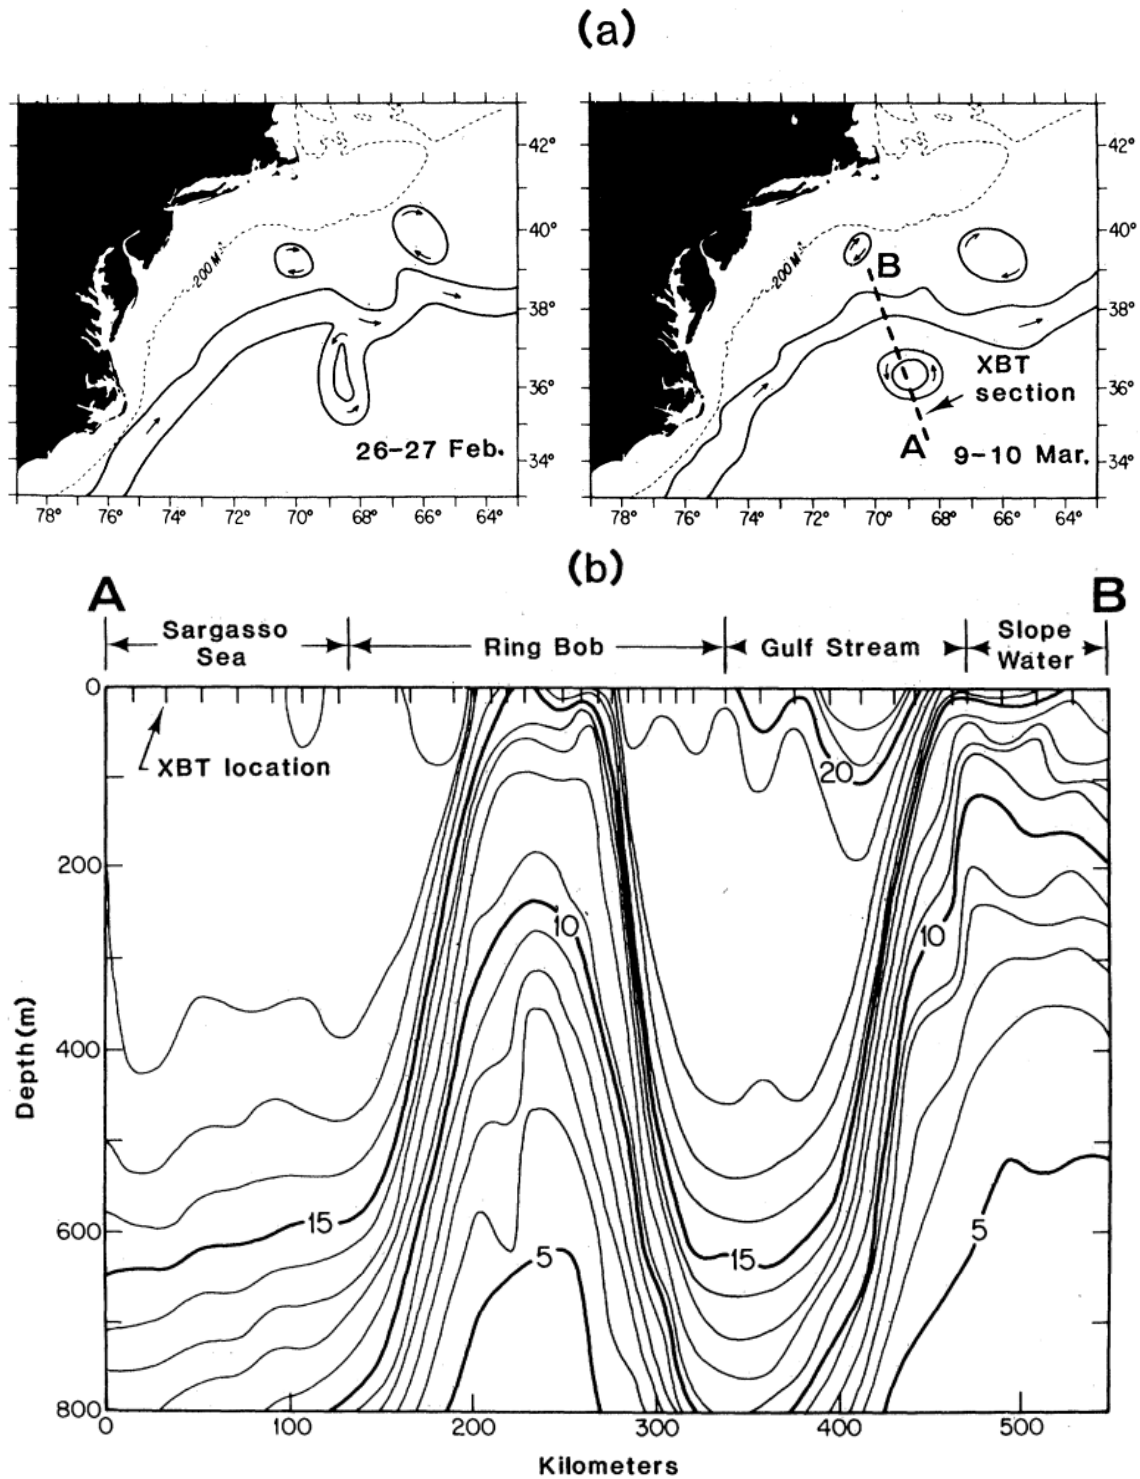 (a)
42°
40°
200 M.
38°
36°
34°
26-27 Feb.
78° 76° 74° 72° 70° 68° 66° 64°
42°
40°
200 M.
B
38°
XBT
section
36°
A
9-10 Mar.
34°
78° 76° 74° 72° 70° 68° 66° 64°
(b)
A B
Sargasso
Sea
Ring Bob
Gulf Stream
Slope
Water
0
XBT location
20
200
10
10
Depth (m)
400
15
15
600
5
5
800
0 100 200 300 400 500
Kilometers